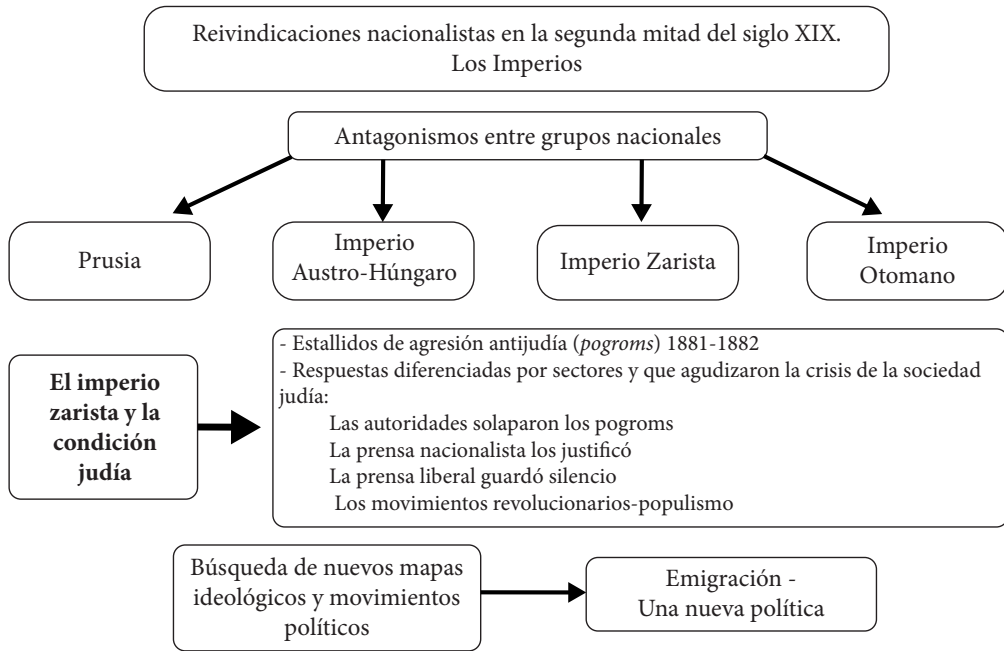 Reivindicaciones nacionalistas en la segunda mitad del siglo XIX.
Los Imperios
Antagonismos entre grupos nacionales
Prusia
Imperio
Austro-Húngaro
Imperio Zarista
Imperio
Otomano
El imperio
zarista y la
condición
judía
- Estallidos de agresión antijudía (pogroms) 1881-1882
- Respuestas diferenciadas por sectores y que agudizaron la crisis de la sociedad
judía:
Las autoridades solaparon los pogroms
La prensa nacionalista los justificó
La prensa liberal guardó silencio
Los movimientos revolucionarios-populismo
Búsqueda de nuevos mapas
ideológicos y movimientos
políticos
Emigración -
Una nueva política